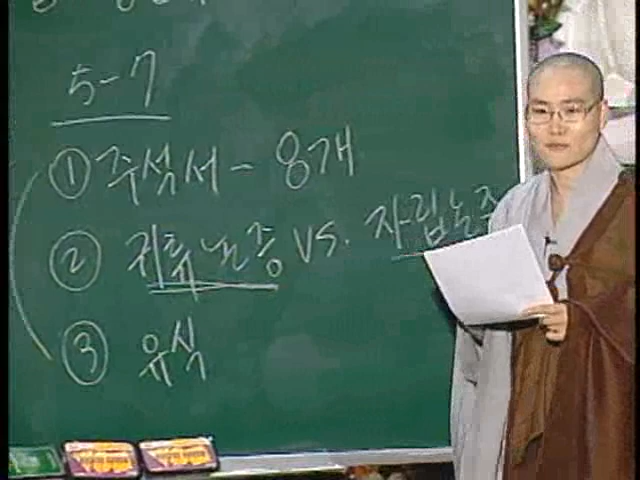 5-7
① 주석서 - 8개
② 귀류논증 vs. 자립논증
③ 유식